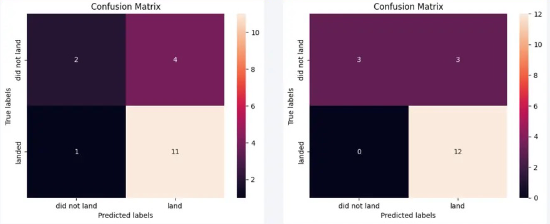 Confusion Matrix
did not land
landed
True labels
2
4
1
11
did not land
land
Predicted labels
10
8
6
4
2
Confusion Matrix
did not land
landed
True labels
3
3
0
12
did not land
land
Predicted labels
12
10
8
6
4
2
0